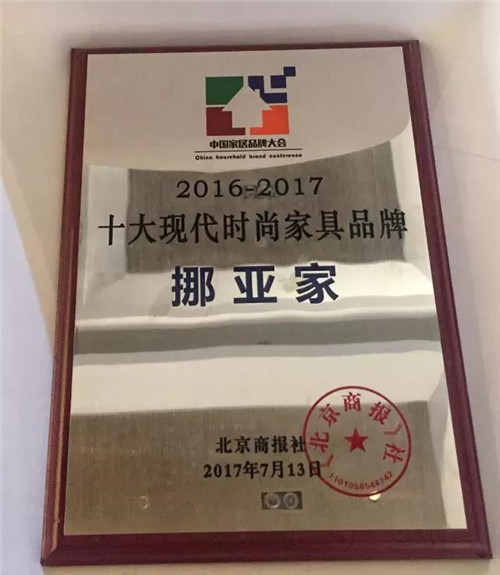 中国家居品牌大会
China household brand conference
2016-2017
十大现代时尚家具品牌
挪亚家
北京商报社
2017年7月13日
《北京商报》社
1101050544142